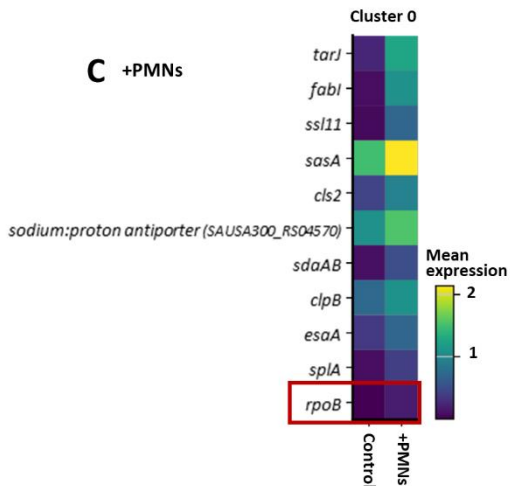 Cluster 0
C +PMNs
tarJ
fabI
ssl11
sasA
cls2
sodium:proton antiporter (SAUSA300_RS04570)
sdaAB
clpB
esaA
splA
rpoB
Mean
expression
2
1
Control
+PMNs